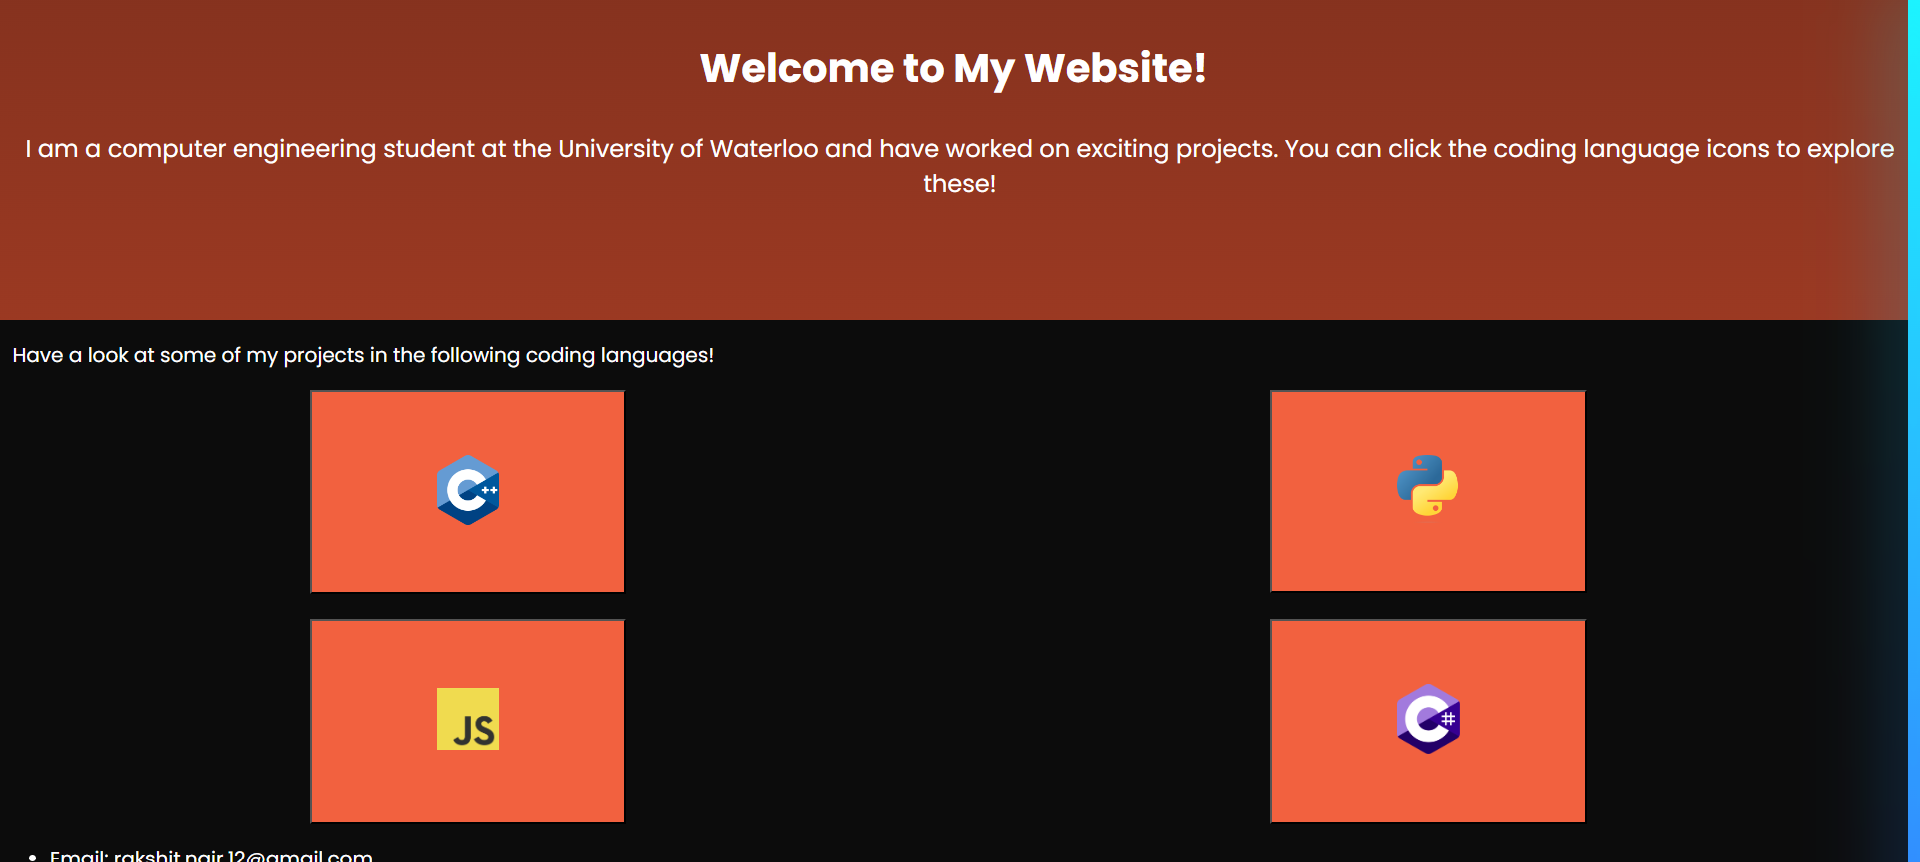 Welcome to My Website!
I am a computer engineering student at the University of Waterloo and have worked on exciting projects. You can click the coding language icons to explore
these!
Have a look at some of my projects in the following coding languages!
C++
JS
C#
• Email: rakshit.nair.12@gmail.com